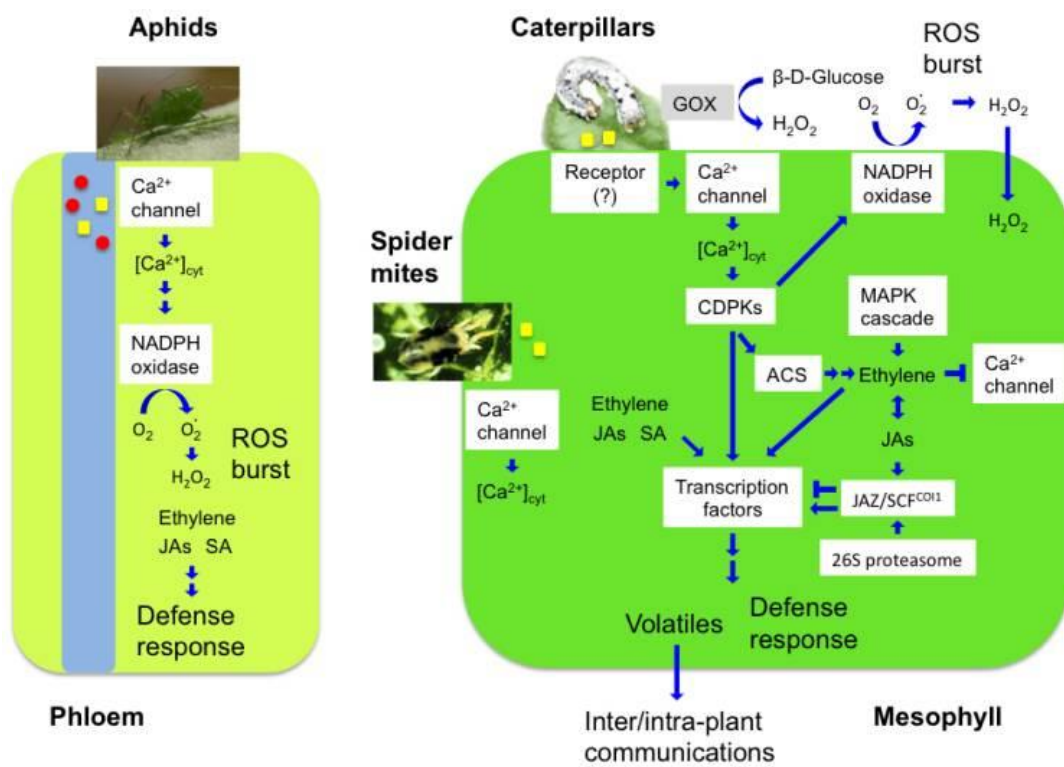 Aphids
Ca²⁺
channel
[Ca²⁺]cyt
NADPH
oxidase
O₂ O₂˙
ROS
burst
H₂O₂
Ethylene
JAs SA
Defense
response
Phloem
Caterpillars
GOX
β-D-Glucose
H₂O₂
ROS
burst
O₂ O₂˙
H₂O₂
H₂O₂
Receptor
(?)
Ca²⁺
channel
NADPH
oxidase
[Ca²⁺]cyt
Spider
mites
CDPKs
MAPK
cascade
ACS
Ethylene
Ca²⁺
channel
Ca²⁺
channel
[Ca²⁺]cyt
Ethylene
JAs SA
JAs
Transcription
factors
JAZ/SCFᶜᴼᴵ¹
26S proteasome
Volatiles
Defense
response
Inter/intra-plant
communications
Mesophyll